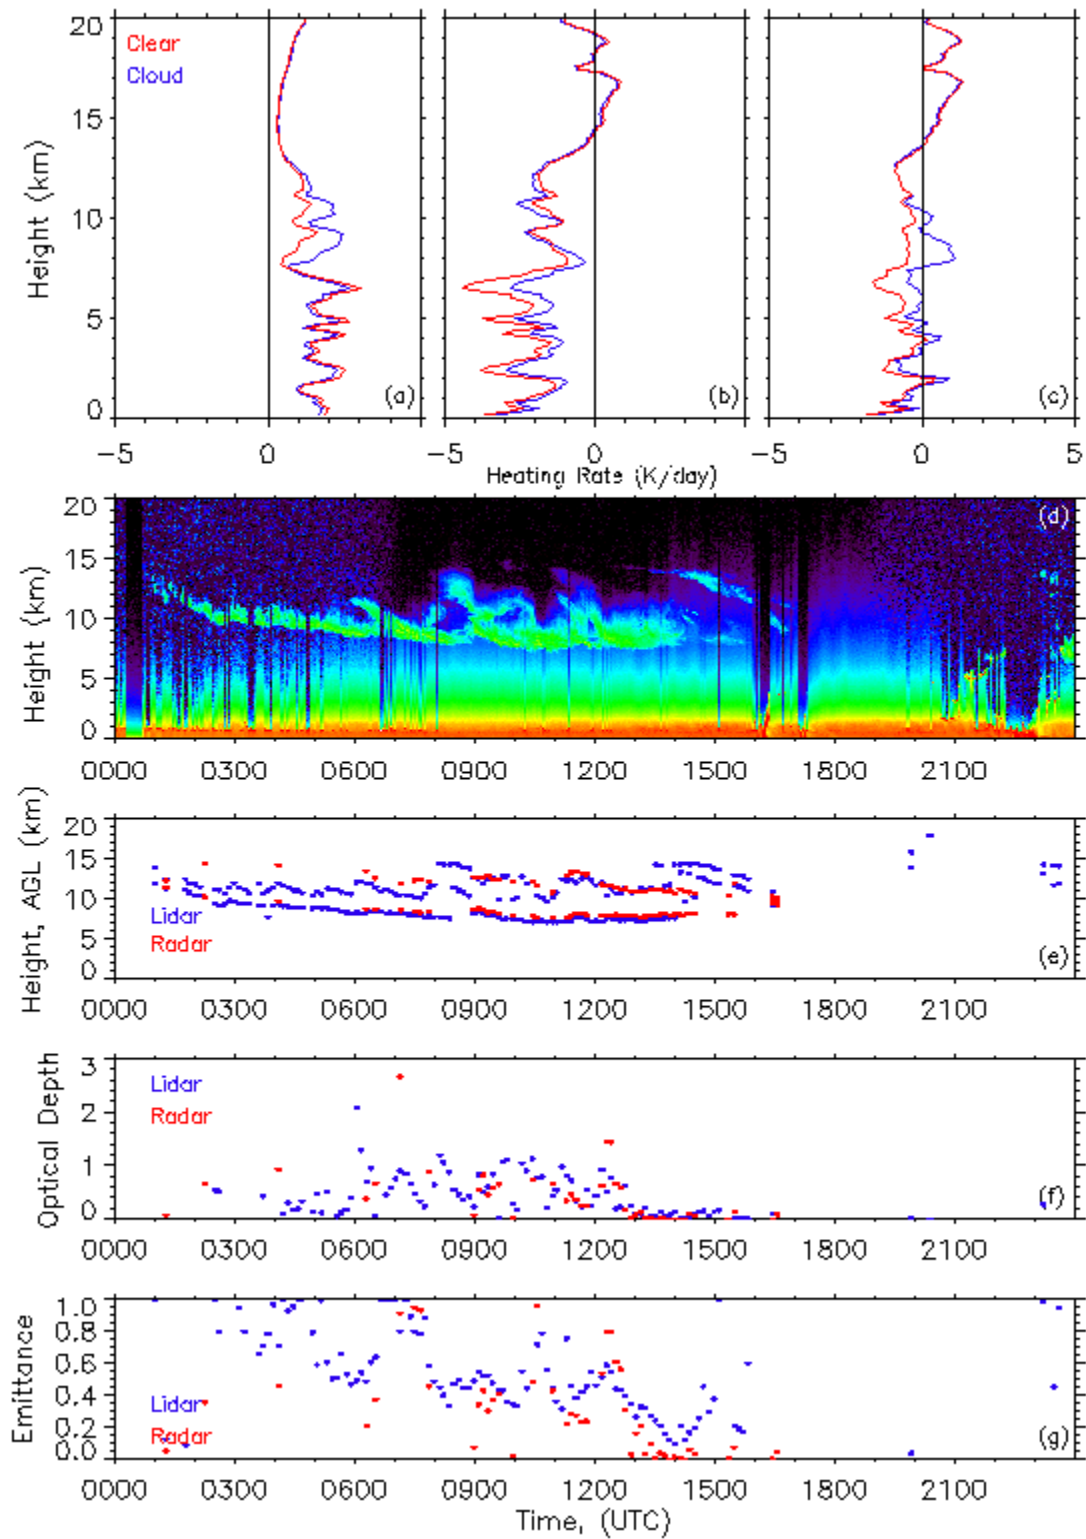 20
Clear
Cloud
15
10
5
0
Height (km)
(a) (b) (c)
−5 0 −5 0 −5 0 5
Heating Rate (K/day)
20
(d)
15
10
5
0
Height (km)
0000 0300 0600 0900 1200 1500 1800 2100
20
15
10
Lidar
5
Radar
0
(e)
Height, AGL (km)
0000 0300 0600 0900 1200 1500 1800 2100
3
Lidar
2
Radar
1
0
(f)
Optical Depth
0000 0300 0600 0900 1200 1500 1800 2100
1.0
0.8
0.6
0.4
Lidar
0.2
Radar
0.0
(g)
Emittance
0000 0300 0600 0900 1200 1500 1800 2100
Time, (UTC)